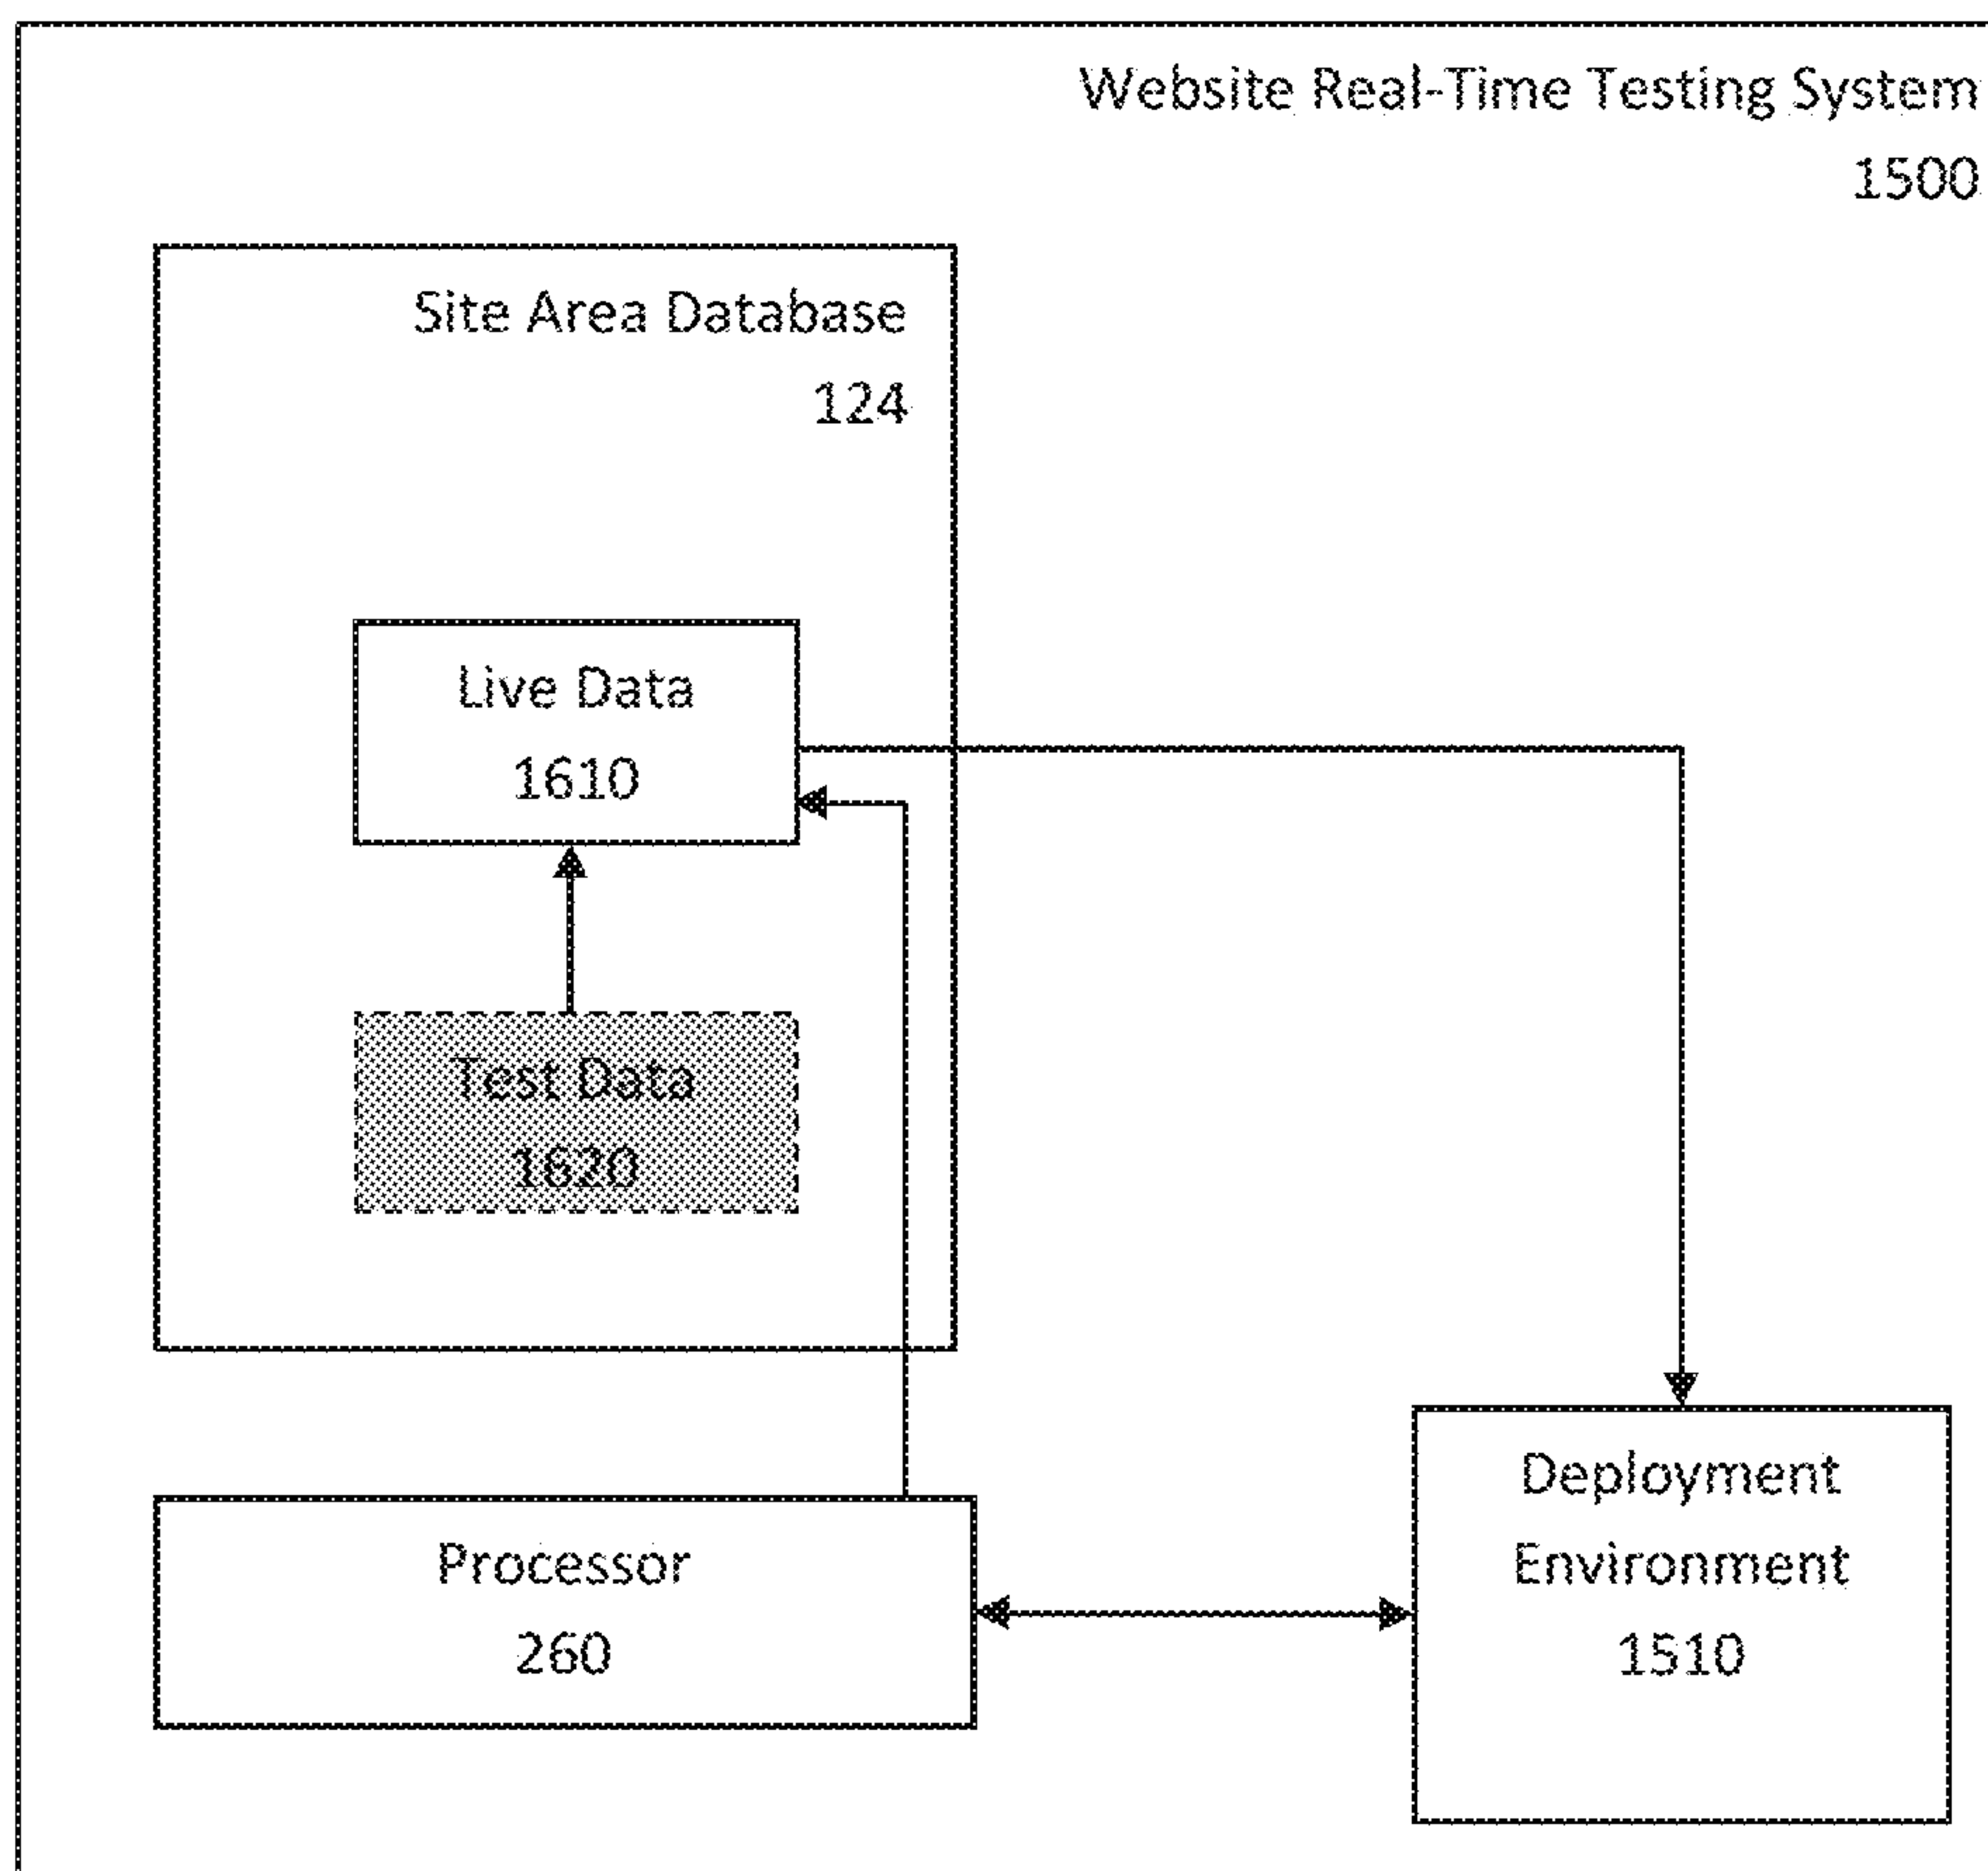 Website Real-Time Testing System
1500
Site Area Database
124
Live Data
1610
Test Data
1620
Processor
260
Deployment
Environment
1510